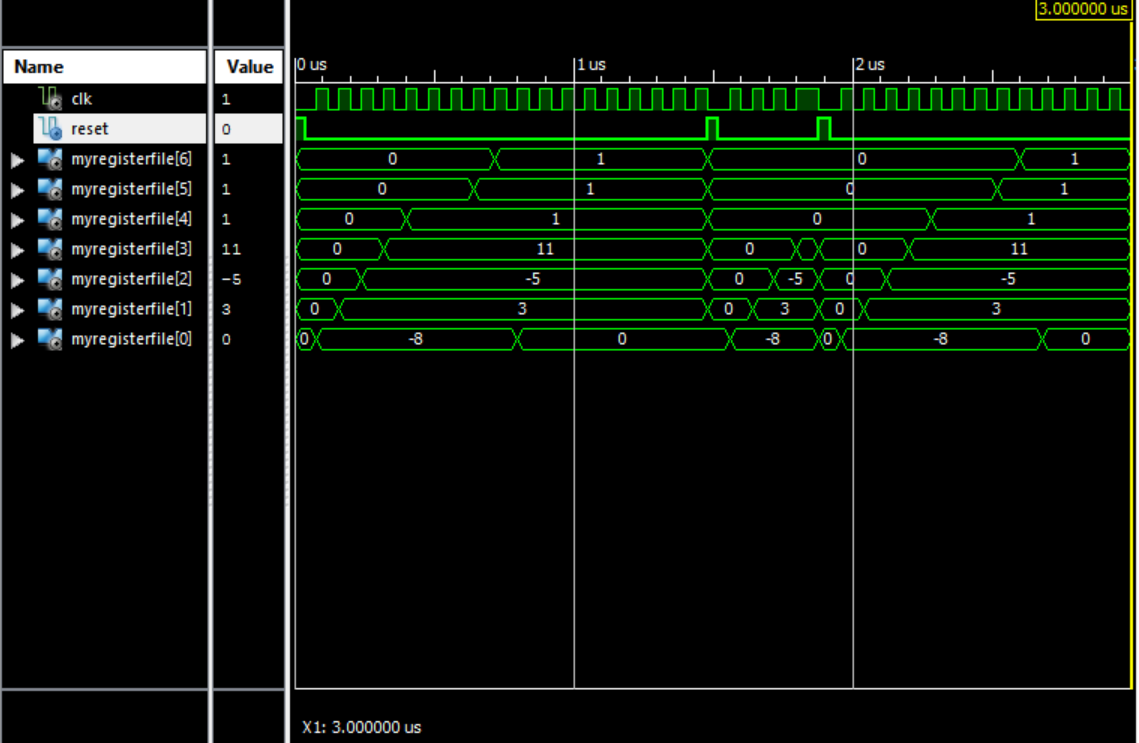 3.000000 us
Name Value 0 us 1 us 2 us
clk 1
reset 0
myregisterfile[6] 1 0 1 0 1
myregisterfile[5] 1 0 1 0 1
myregisterfile[4] 1 0 1 0 1
myregisterfile[3] 11 0 11 0 0 11
myregisterfile[2] -5 0 -5 0 -5 0 -5
myregisterfile[1] 3 0 3 0 3 0 3
myregisterfile[0] 0 0 -8 0 -8 0 -8 0
X1: 3.000000 us